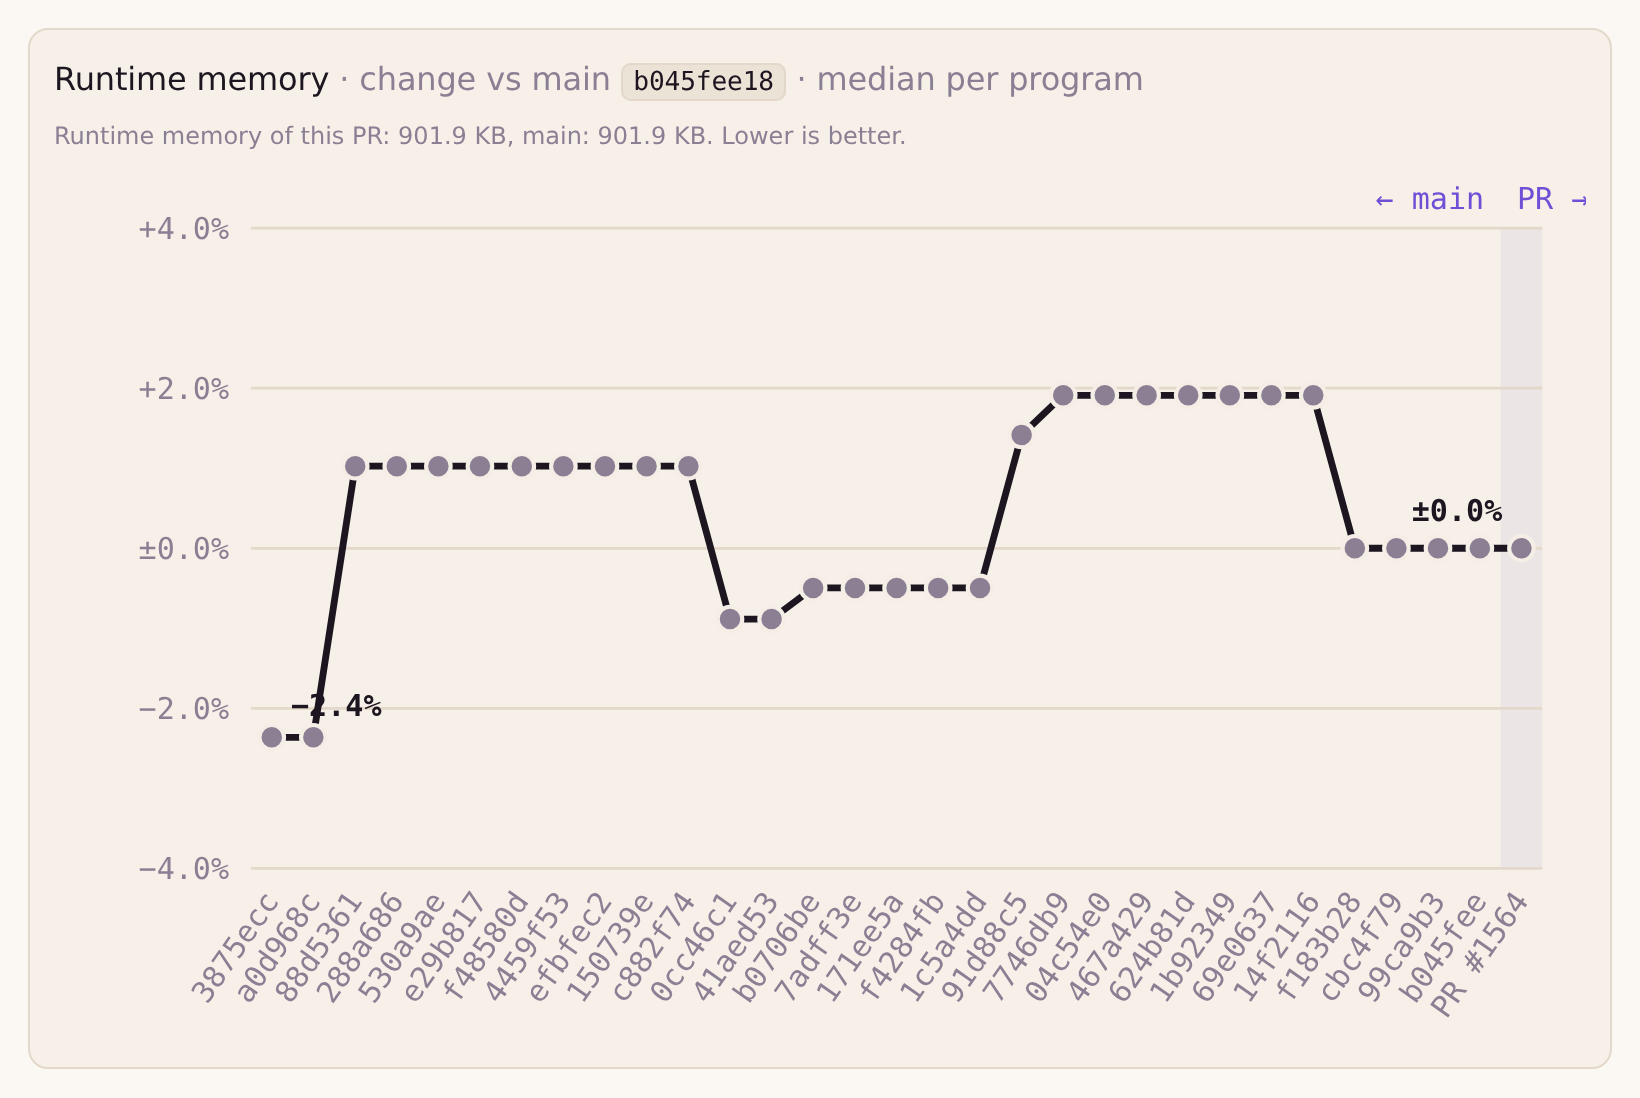 Runtime memory · change vs main b045fee18 · median per program
Runtime memory of this PR: 901.9 KB, main: 901.9 KB. Lower is better.
← main PR →
+4.0%
+2.0%
±0.0%
−2.0%
−4.0%
−2.4%
±0.0%
3875ecc
a0d968c
88d5361
288a686
530a9ae
e29b817
f48580d
4459f53
efbfec2
150739e
c882f74
0cc46c1
41aed53
b0706be
7adff3e
171ee5a
f4284fb
1c5a4dd
91d88c5
7746db9
04c54e0
467a429
624b81d
1b92349
69e0637
14f2116
f183b28
cbc4f79
99ca9b3
b045fee
PR #1564